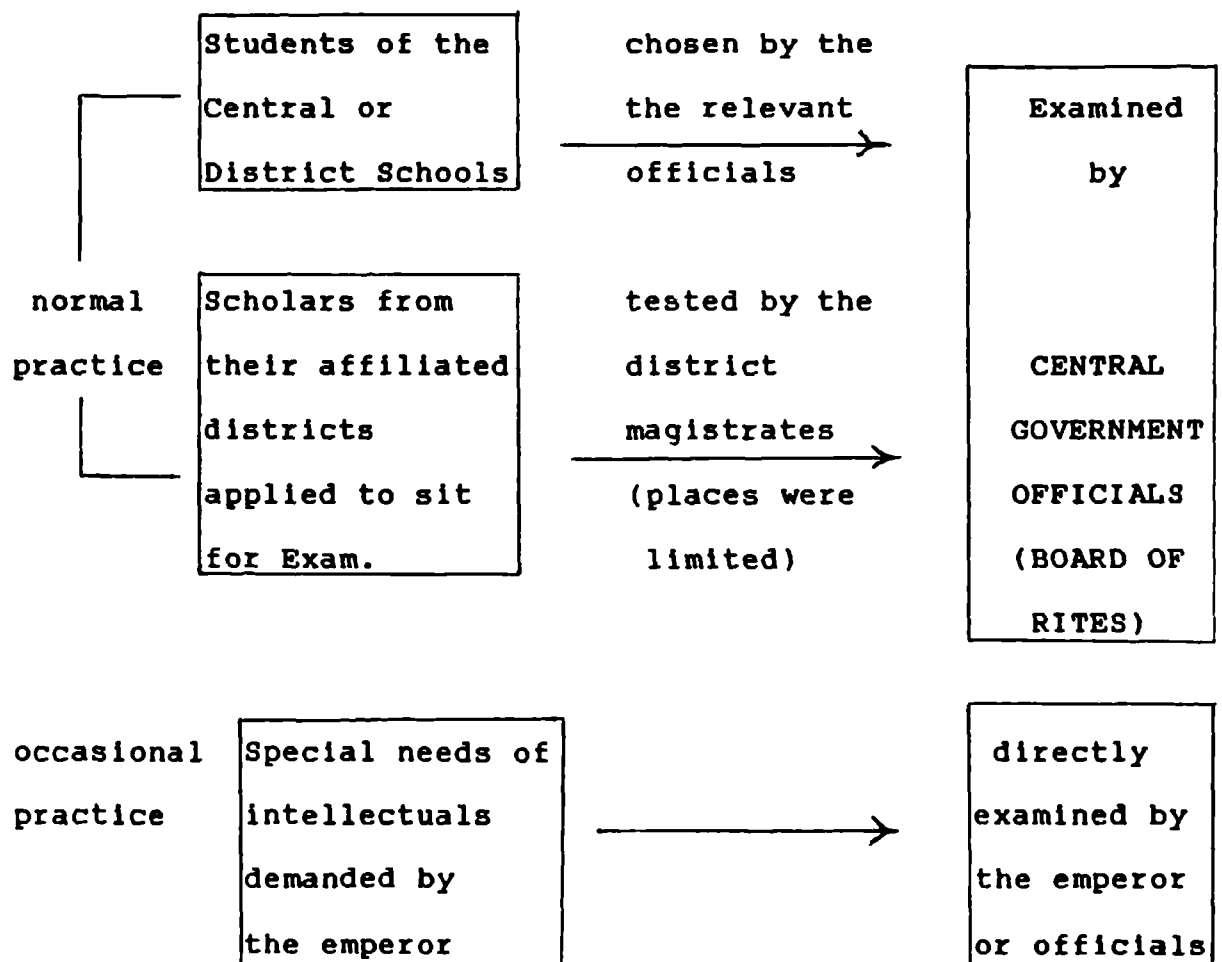 Students of the
Central or
District Schools
chosen by the
the relevant
officials
Examined
by
normal
practice
Scholars from
their affiliated
districts
applied to sit
for Exam.
tested by the
district
magistrates
(places were
limited)
CENTRAL
GOVERNMENT
OFFICIALS
(BOARD OF
RITES)
occasional
practice
Special needs of
intellectuals
demanded by
the emperor
directly
examined by
the emperor
or officials